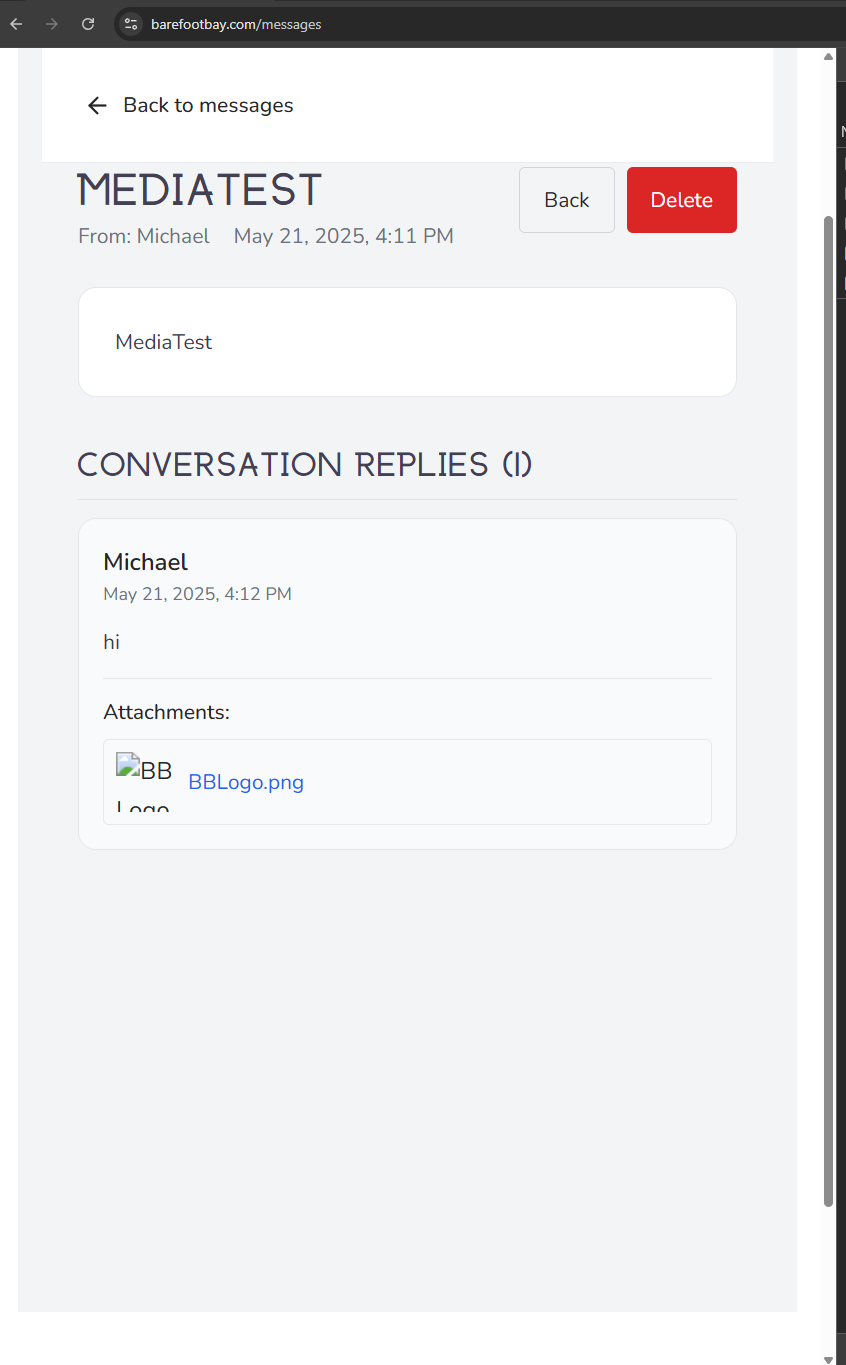 barefootbay.com/messages
Back to messages
MEDIATEST
Back
Delete
From: Michael May 21, 2025, 4:11 PM
MediaTest
CONVERSATION REPLIES (1)
Michael
May 21, 2025, 4:12 PM
hi
Attachments:
BB
Logo
BBLogo.png